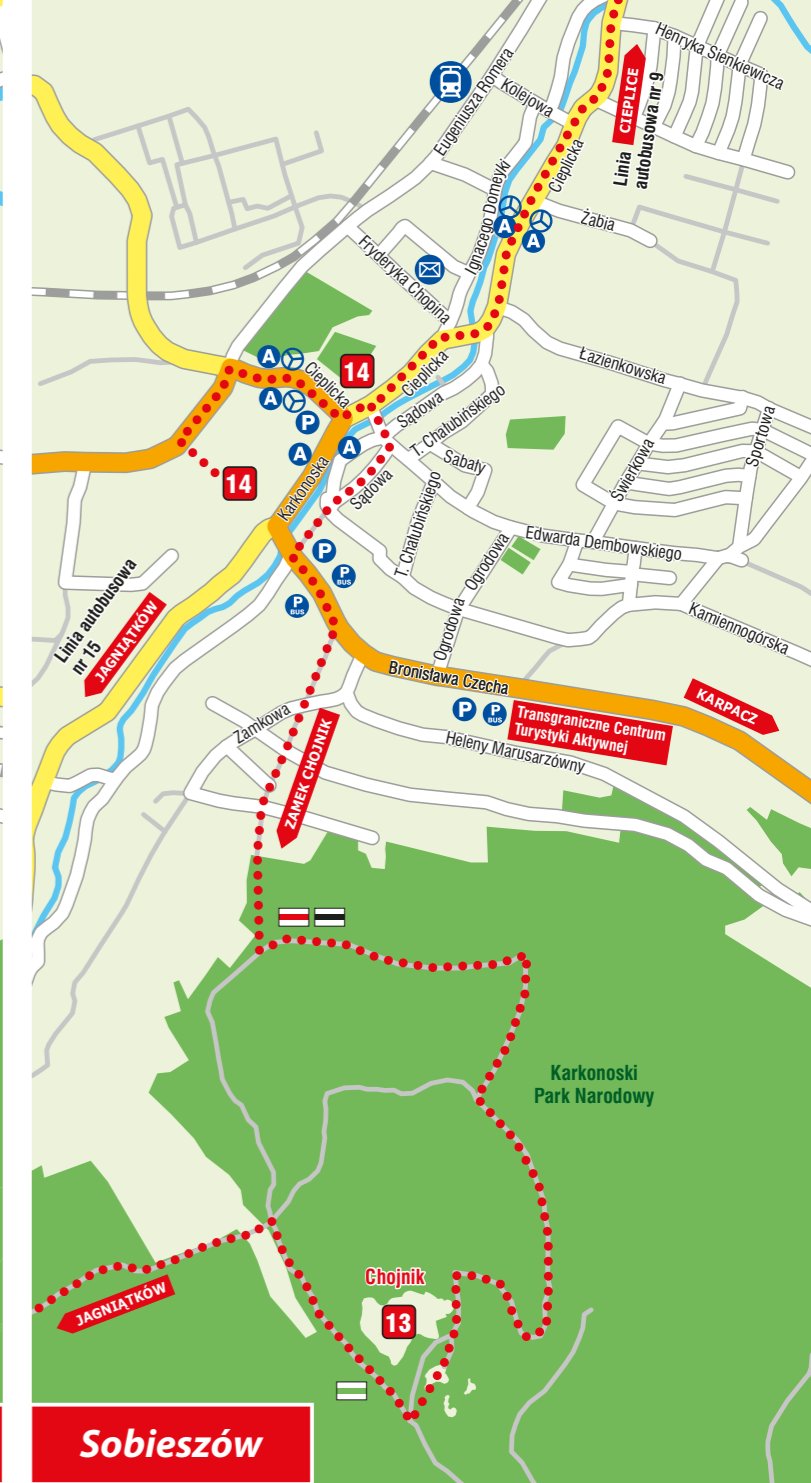 Henryka Sienkiewicza
CIEPLICE
Linia
autobusowa nr 9
Eugeniusza Romera
Kolejowa
Cieplicka
Ignacego Domeyki
A
A
Żabia
Fryderyka Chopina
Łazienkowska
A
Cieplicka
14
Cieplicka
A
P
Sądowa
T. Chałubińskiego
Sportowa
A
A
Sabały
Świerkowa
14
Karkonoska
Sądowa
T. Chałubińskiego
Ogrodowa
Edwarda Dembowskiego
P
P
BUS
P
BUS
Linia autobusowa
nr 15
JAGNIĄTKÓW
Ogrodowa
Kamiennogórska
Bronisława Czecha
KARPACZ
P
P
BUS
Transgraniczne Centrum
Turystyki Aktywnej
Zamkowa
Heleny Marusarzówny
ZAMEK CHOJNIK
Karkonoski
Park Narodowy
Chojnik
13
JAGNIĄTKÓW
Sobieszów